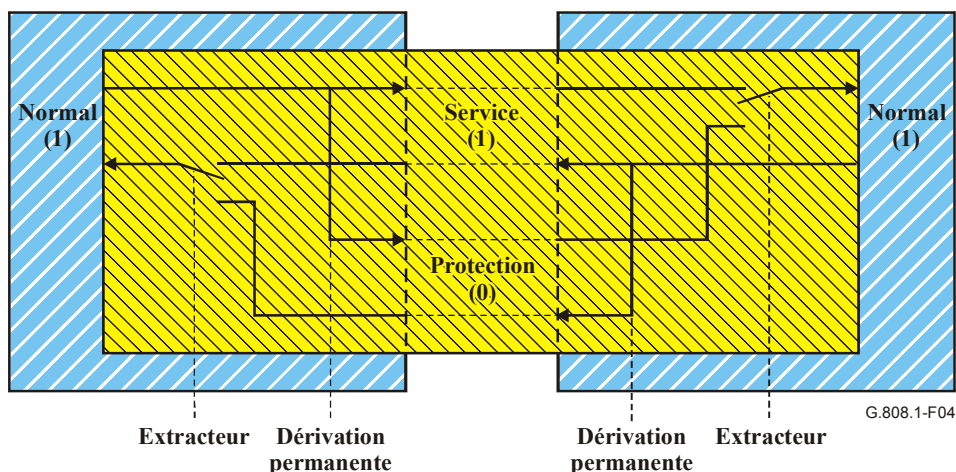 Normal
(1)
Service
(1)
Normal
(1)
Protection
(0)
G.808.1-F04
Extracteur
Dérivation
permanente
Dérivation
permanente
Extracteur